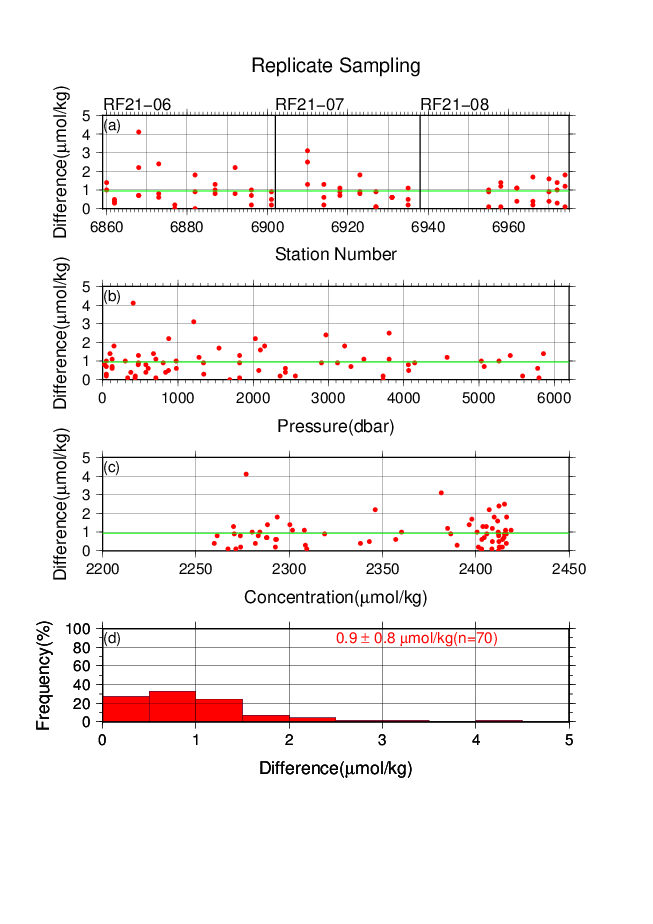 Replicate Sampling
RF21−06 RF21−07 RF21−08
Difference(μmol/kg)
5
4
3
2
1
0
(a)
6860 6880 6900 6920 6940 6960
Station Number
Difference(μmol/kg)
5
4
3
2
1
0
(b)
0 1000 2000 3000 4000 5000 6000
Pressure(dbar)
Difference(μmol/kg)
5
4
3
2
1
0
(c)
2200 2250 2300 2350 2400 2450
Concentration(μmol/kg)
Frequency(%)
100
80
60
40
20
0
(d)
0.9 ± 0.8 μmol/kg(n=70)
0 1 2 3 4 5
Difference(μmol/kg)